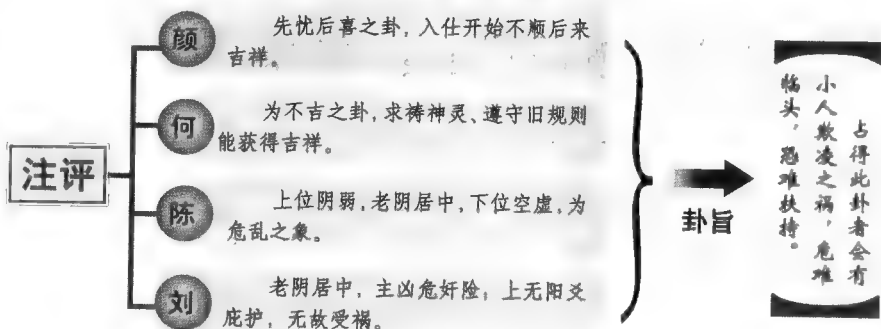 注评
颜
先忧后喜之卦，入仕开始不顺后来
吉祥。
何
为不吉之卦，求祷神灵、遵守旧规则
能获得吉祥。
陈
上位阴弱，老阴居中，下位空虚，为
危乱之象。
刘
老阴居中，主凶危奸险；上无阳爻
庇护，无故受祸。
卦旨
占得此卦者会有
小人欺凌之祸，危难
临头，恐难扶持。